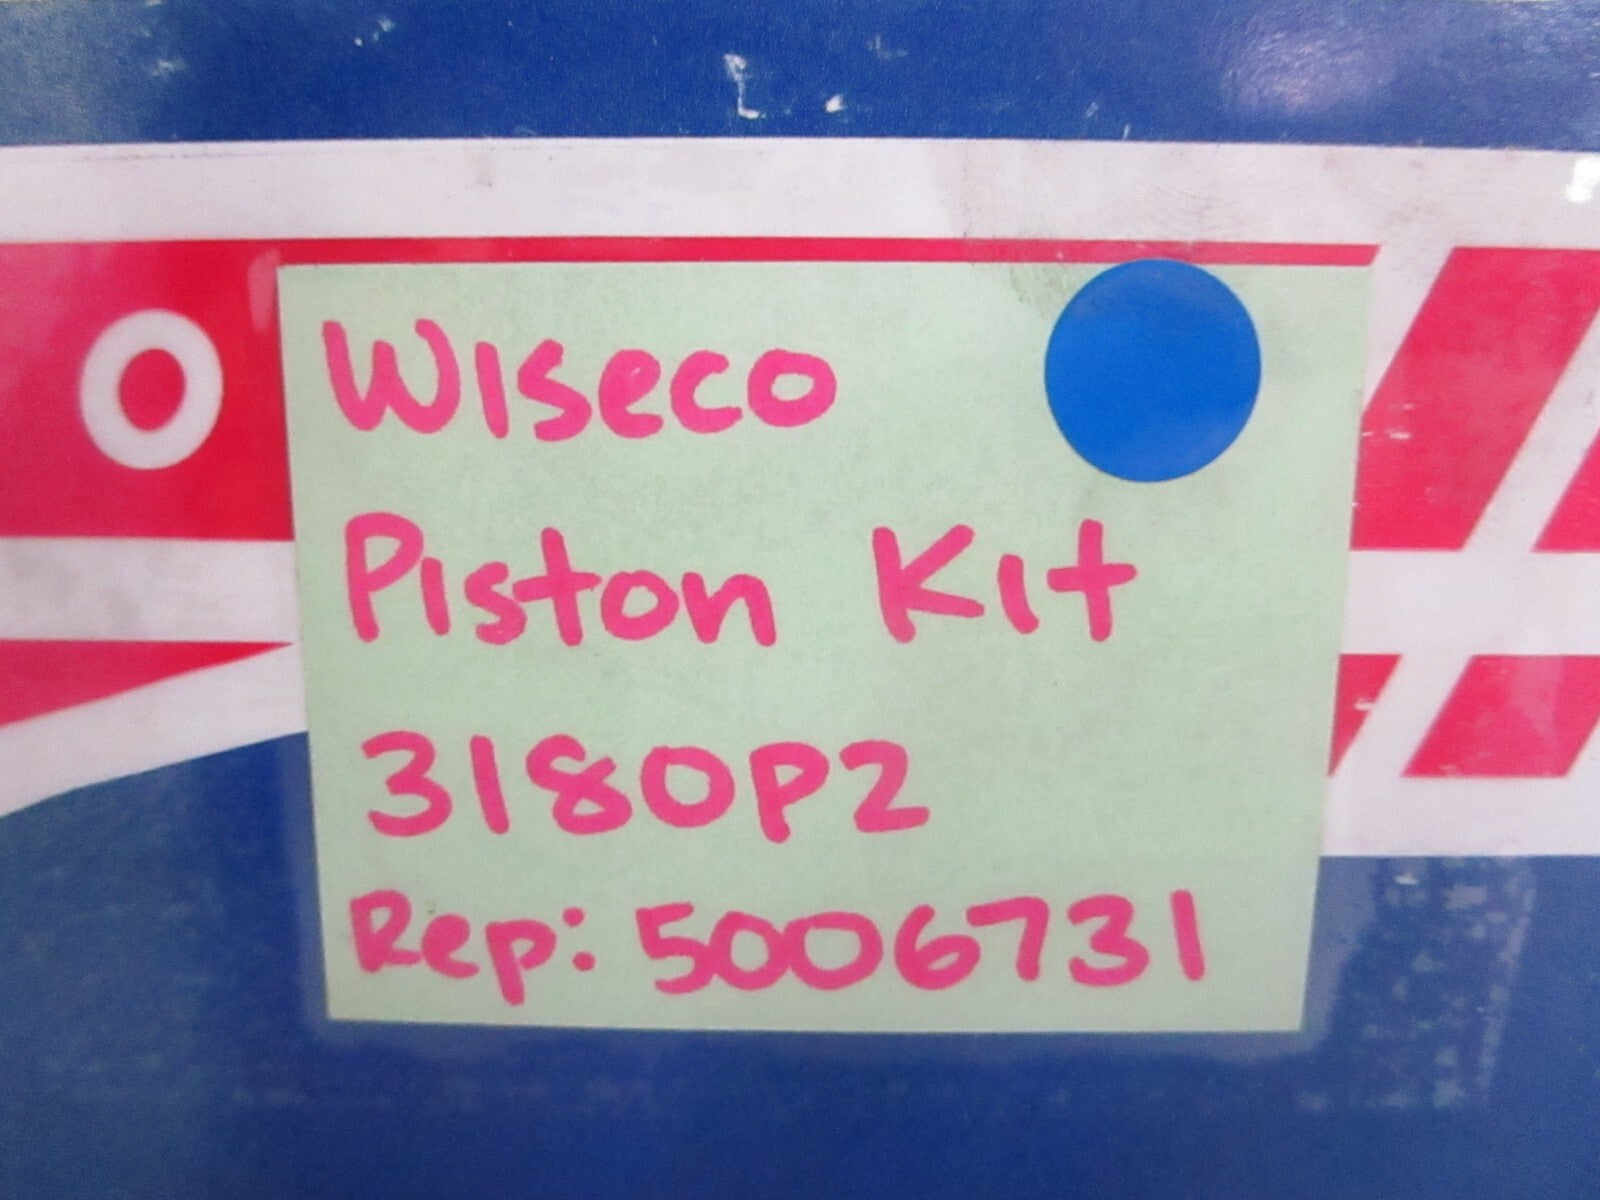 Wiseco
Piston Kit
3180P2
Rep: 5006731